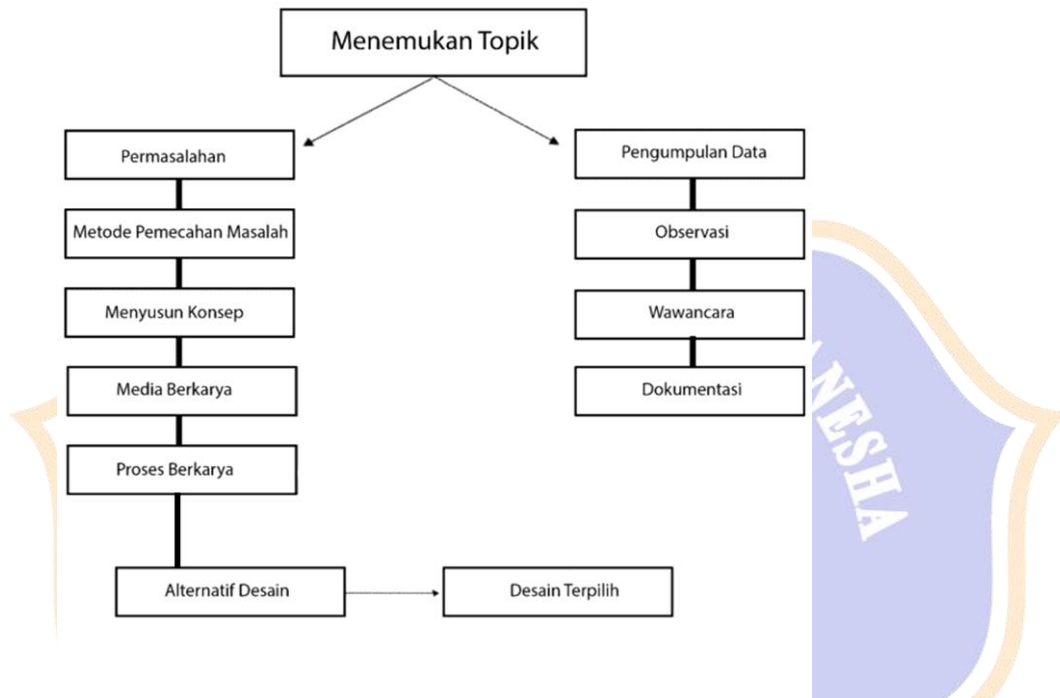 Menemukan Topik
Permasalahan
Metode Pemecahan Masalah
Menyusun Konsep
Media Berkarya
Proses Berkarya
Pengumpulan Data
Observasi
Wawancara
Dokumentasi
Alternatif Desain
Desain Terpilih